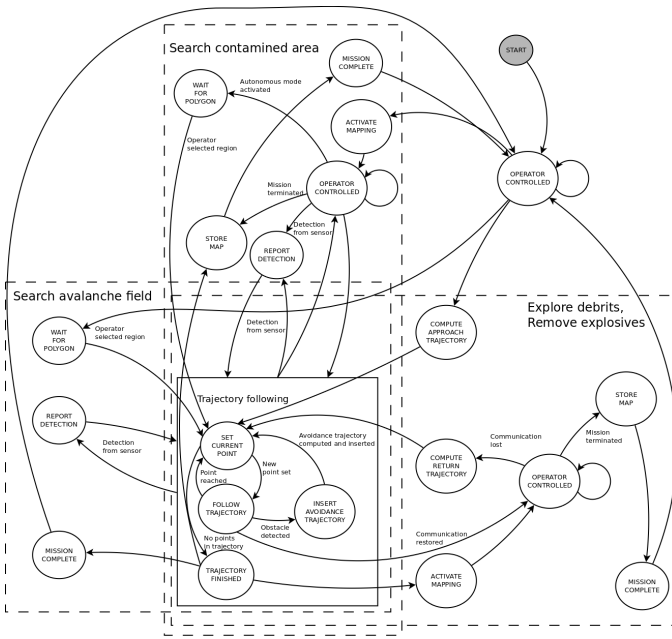 Search contamined area
START
MISSION
COMPLETE
WAIT
FOR
POLYGON
Autonomous mode
activated
ACTIVATE
MAPPING
Operator
selected region
OPERATOR
CONTROLLED
OPERATOR
CONTROLLED
Mission
terminated
STORE
MAP
Detection
from sensor
REPORT
DETECTION
Search avalanche field
Explore debrits,
Remove explosives
WAIT
FOR
POLYGON
Operator
selected region
Detection
from sensor
COMPUTE
APPROACH
TRAJECTORY
Trajectory following
STORE
MAP
REPORT
DETECTION
Detection
from sensor
SET
CURRENT
POINT
Avoidance trajectory
computed and inserted
Communication
lost
Mission
terminated
Point
reached
New
point set
COMPUTE
RETURN
TRAJECTORY
OPERATOR
CONTROLLED
FOLLOW
TRAJECTORY
INSERT
AVOIDANCE
TRAJECTORY
Obstacle
detected
No points
in trajectory
Communication
restored
MISSION
COMPLETE
TRAJECTORY
FINISHED
ACTIVATE
MAPPING
MISSION
COMPLETE